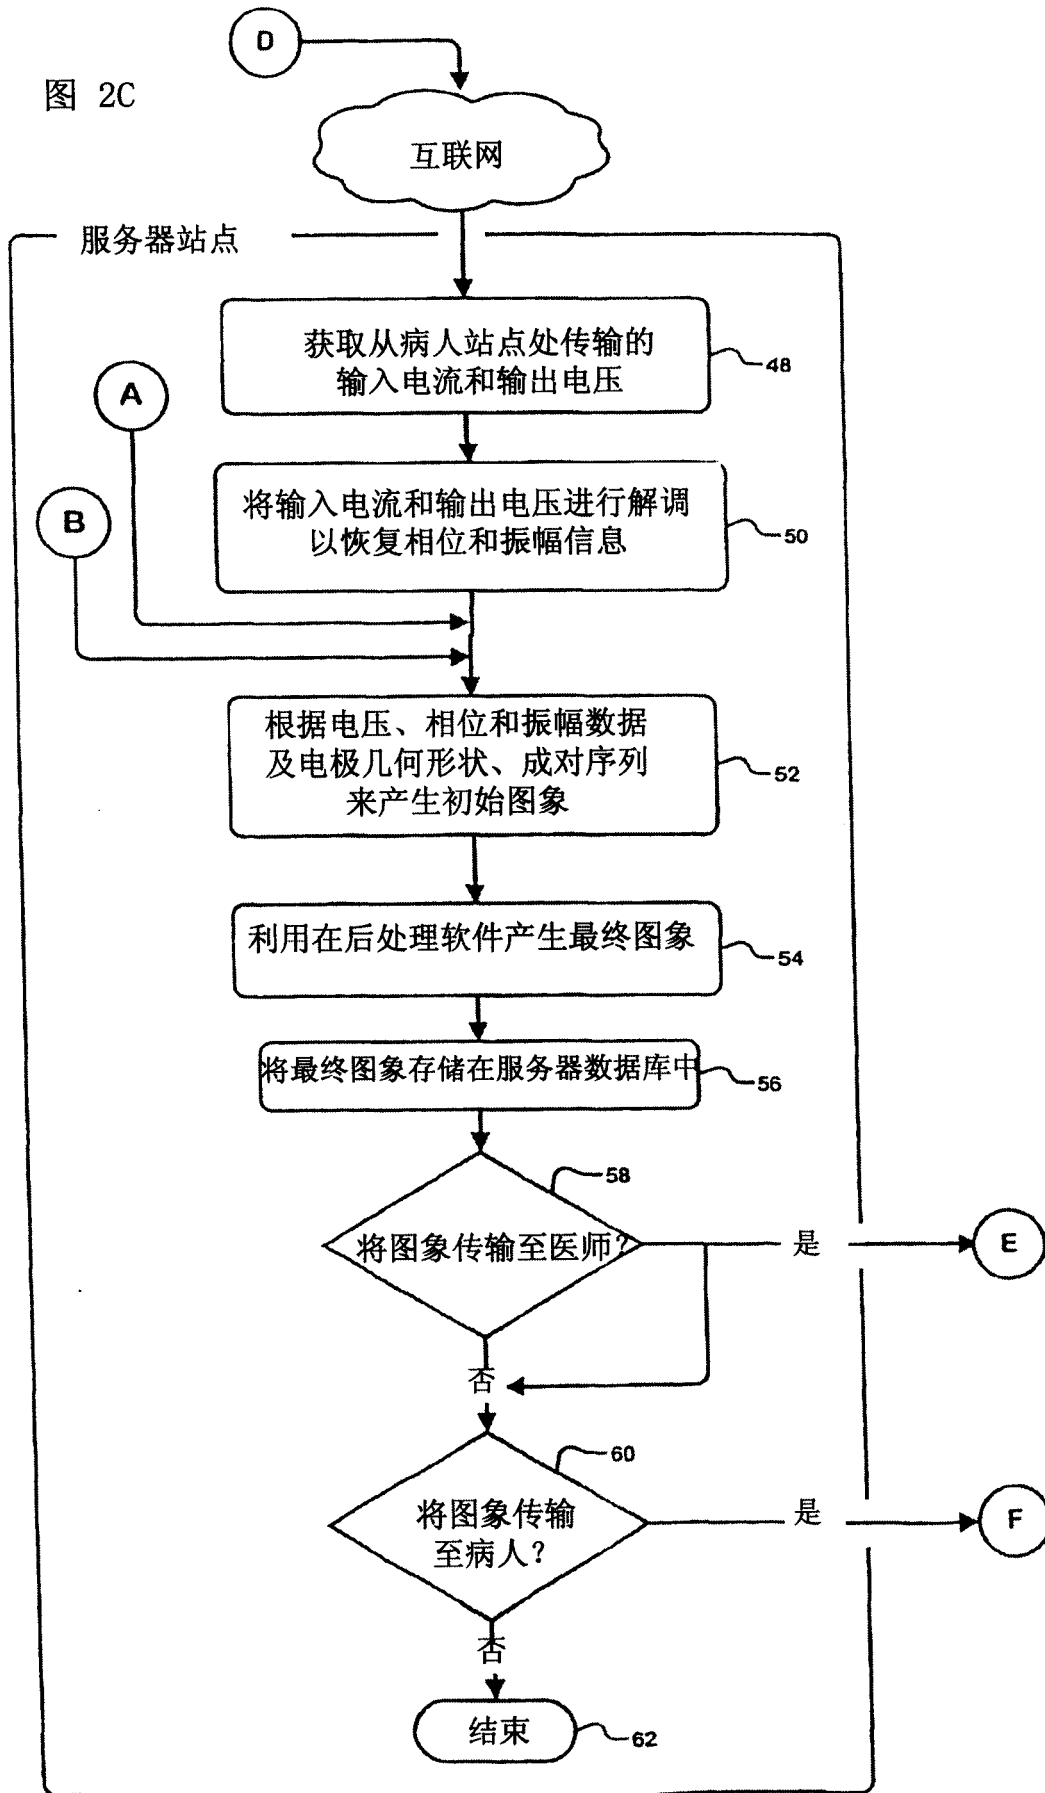 D
图 2C
互联网
服务器站点
获取从病人站点处传输的
输入电流和输出电压
48
A
将输入电流和输出电压进行解调
以恢复相位和振幅信息
50
B
根据电压、相位和振幅数据
及电极几何形状、成对序列
来产生初始图象
52
利用在后处理软件产生最终图象
54
将最终图象存储在服务器数据库中
56
58
将图象传输至医师?
是
E
否
60
将图象传输
至病人?
是
F
否
结束
62